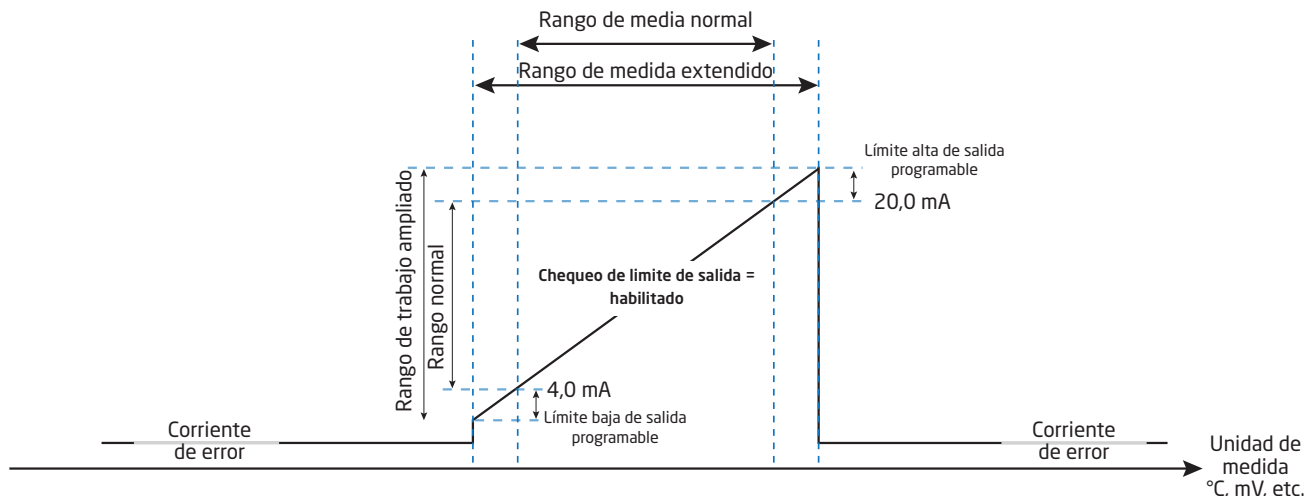 Rango de media normal
Rango de medida extendido
Límite alta de salida
programable
20,0 mA
Rango de trabajo ampliado
Rango normal
Chequeo de limite de salida =
habilitado
4,0 mA
Límite baja de salida
programable
Corriente
de error
Corriente
de error
Unidad de
medida
°C, mV, etc.